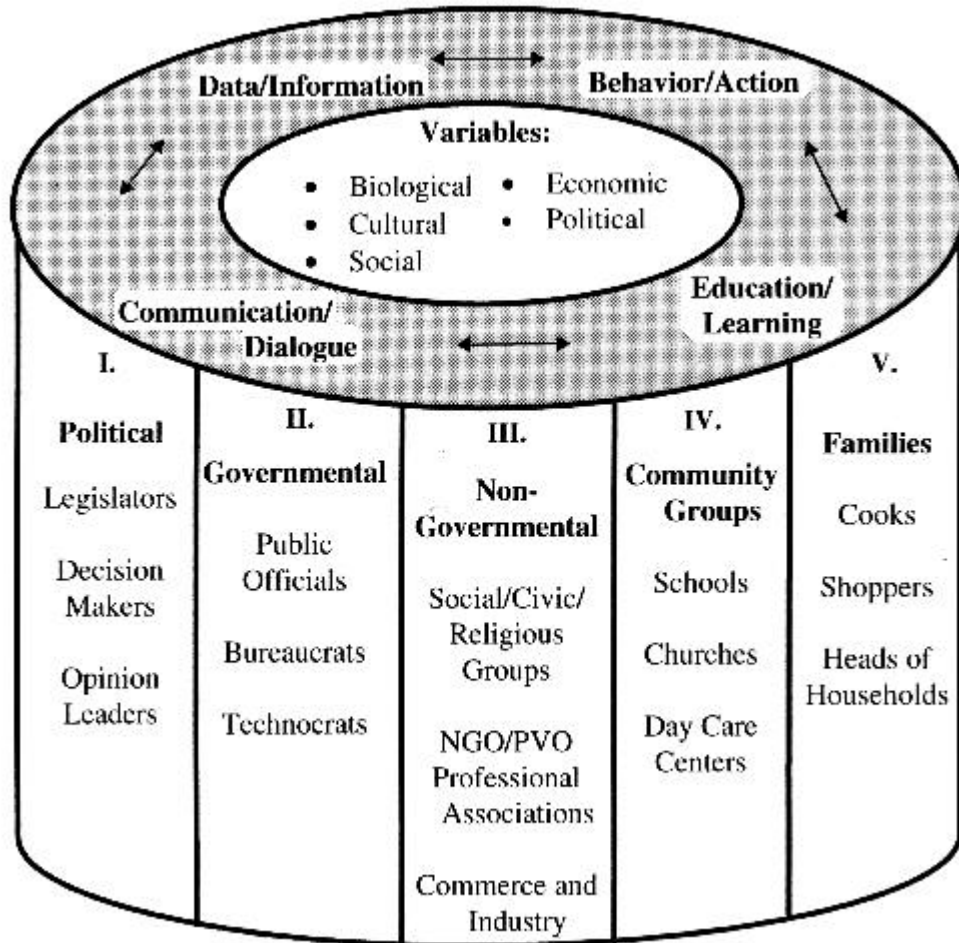 Data/Information
Behavior/Action
Variables:
• Biological
• Economic
• Cultural
• Political
• Social
Communication/
Dialogue
Education/
Learning
I.
Political
Legislators
Decision
Makers
Opinion
Leaders
II.
Governmental
Public
Officials
Bureaucrats
Technocrats
III.
Non-
Governmental
Social/Civic/
Religious
Groups
NGO/PVO
Professional
Associations
Commerce and
Industry
IV.
Community
Groups
Schools
Churches
Day Care
Centers
V.
Families
Cooks
Shoppers
Heads of
Households